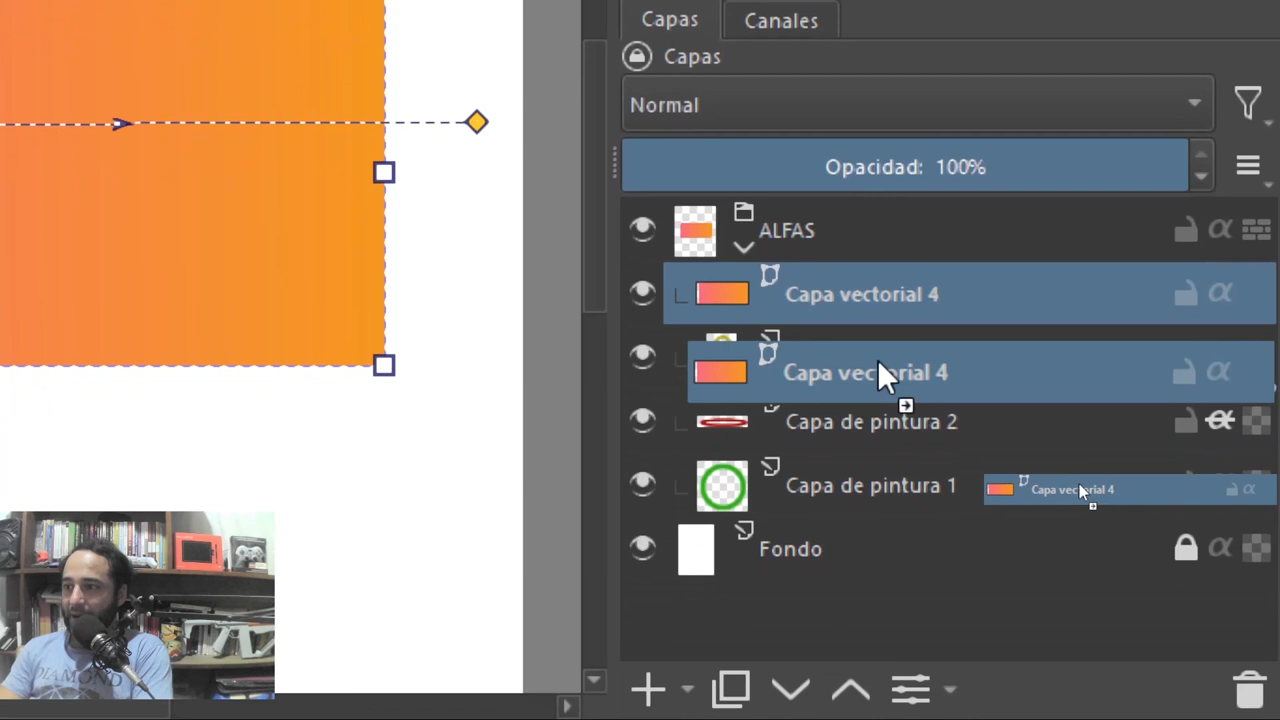 Capas
Canales
Capas
Normal
Opacidad: 100%
ALFAS
Capa vectorial 4
Capa vectorial 4
Capa de pintura 2
Capa de pintura 1
Capa vectorial 4
Fondo
DIAMOND